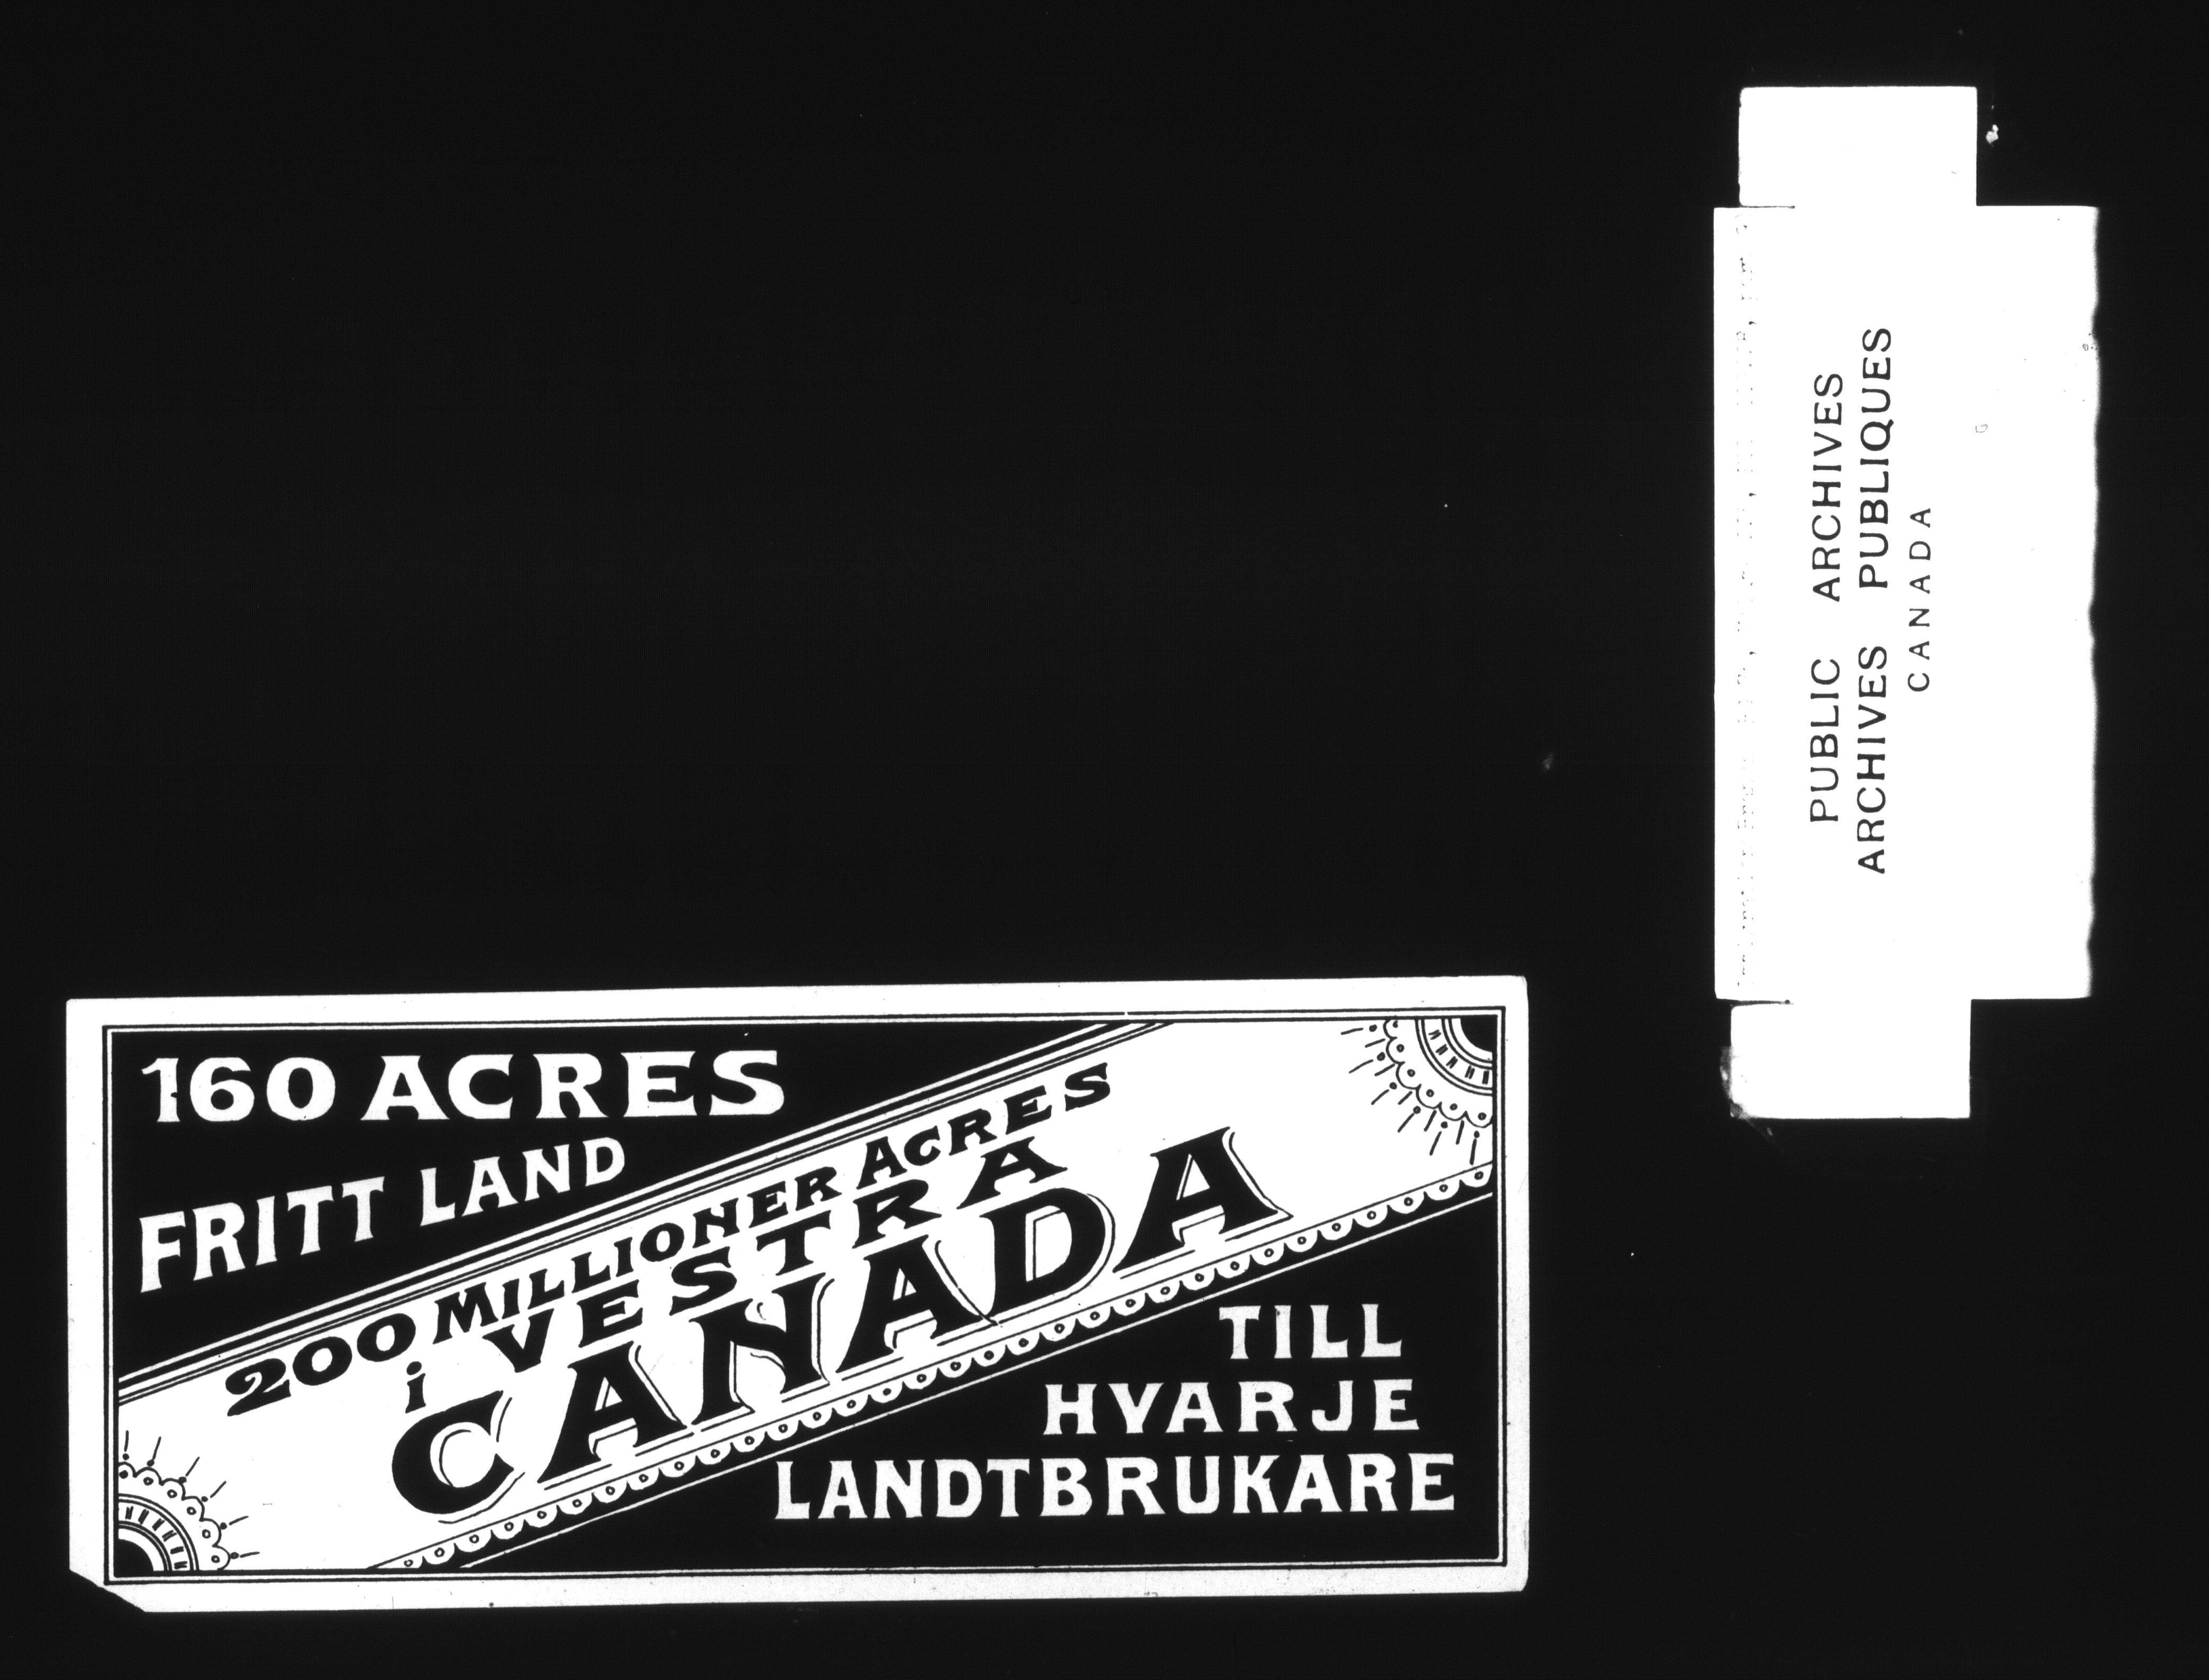 160 ACRES
FRITT LAND
200 MILLIONER ACRES
i VESTRA
CANADA
TILL
HVARJE
LANDTBRUKARE
PUBLIC ARCHIVES
ARCHIVES PUBLIQUES
CANADA